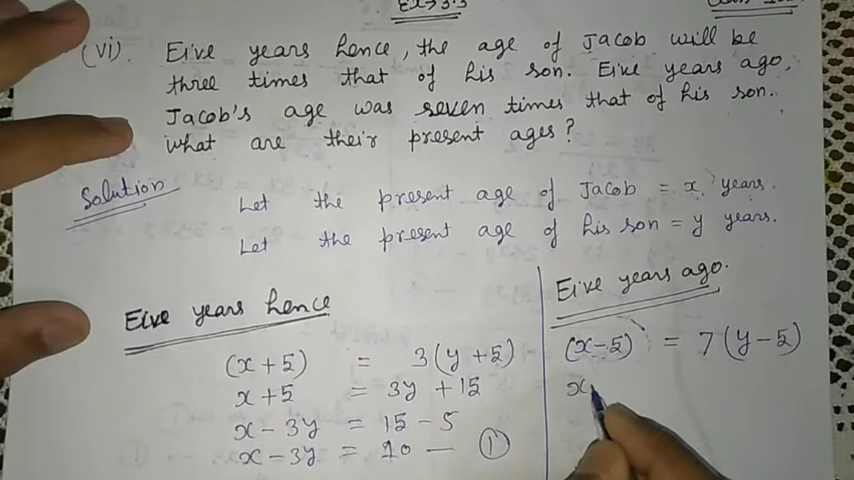 Ex→3.3
(vi). Five years hence, the age of Jacob will be
three times that of his son. Five years ago,
Jacob's age was seven times that of his son.
what are their present ages?
Solution
Let the present age of Jacob = x years.
Let the present age of his son = y years.
Five years hence
(x+5) = 3(y+5)
x+5 = 3y +15
x-3y = 15-5
x-3y = 10 — ①
Five years ago.
(x-5) = 7(y-5)
x